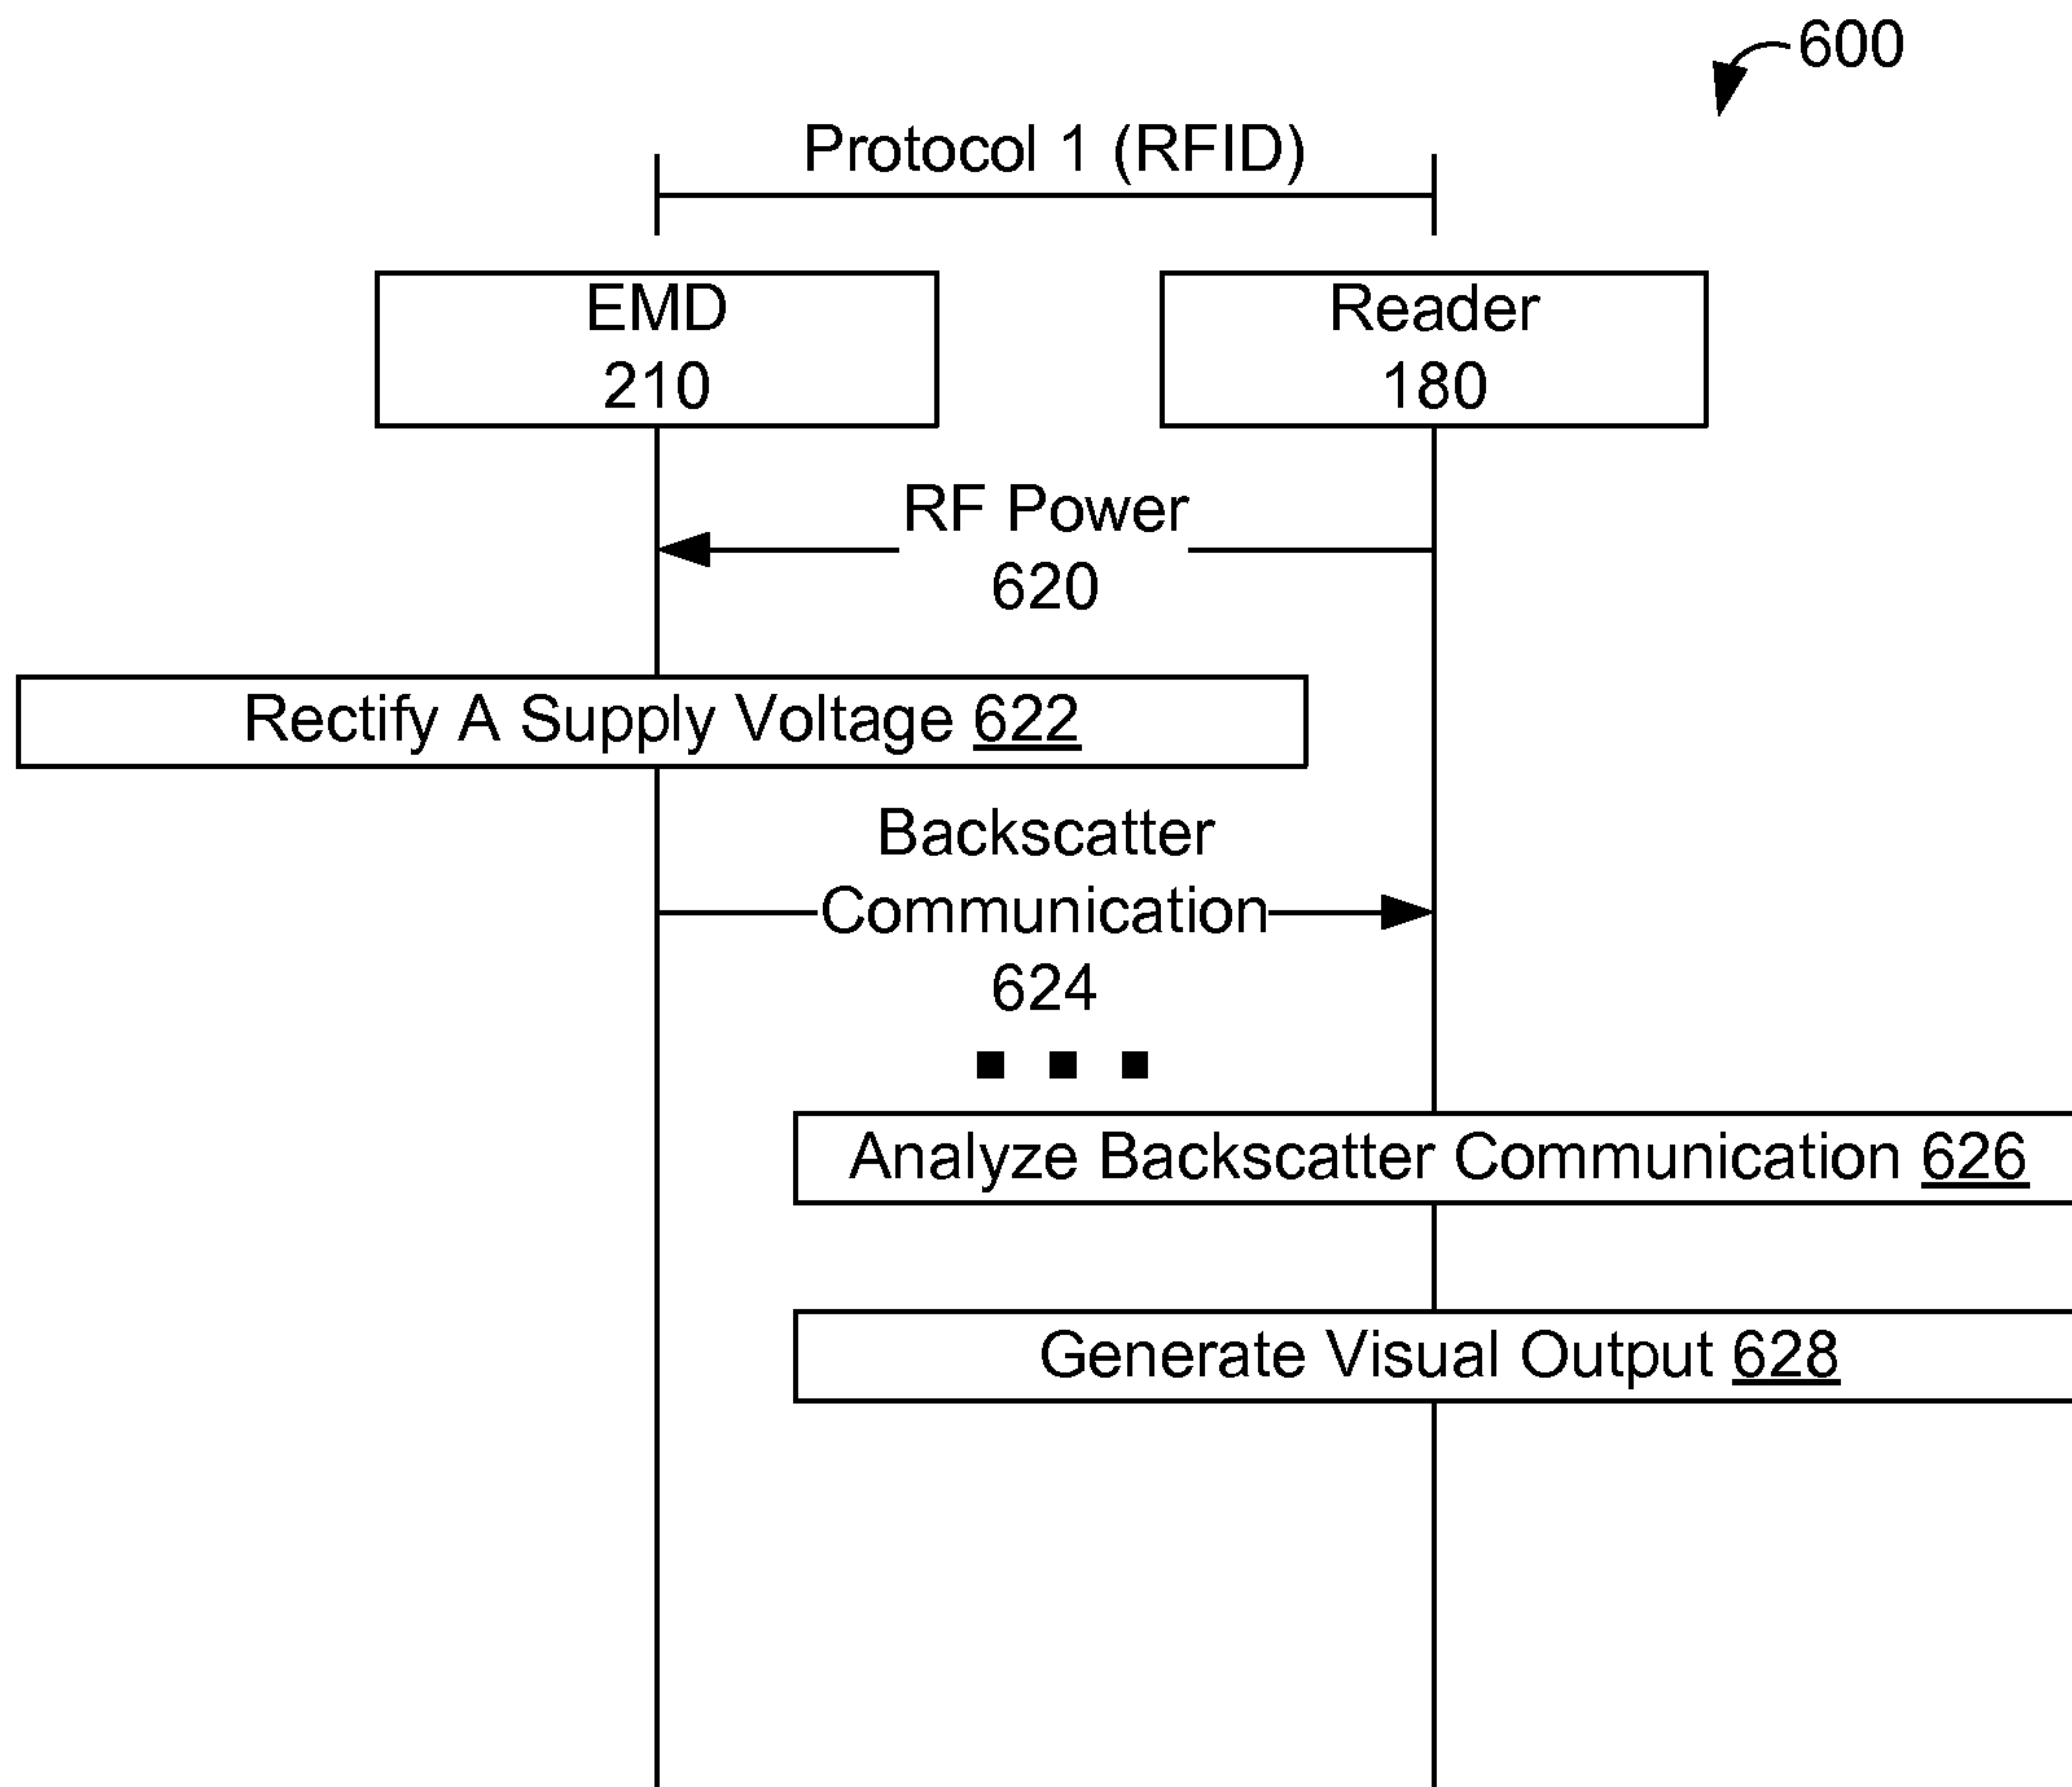 600
Protocol 1 (RFID)
EMD
210
Reader
180
RF Power
620
Rectify A Supply Voltage 622
Backscatter
Communication
624
Analyze Backscatter Communication 626
Generate Visual Output 628